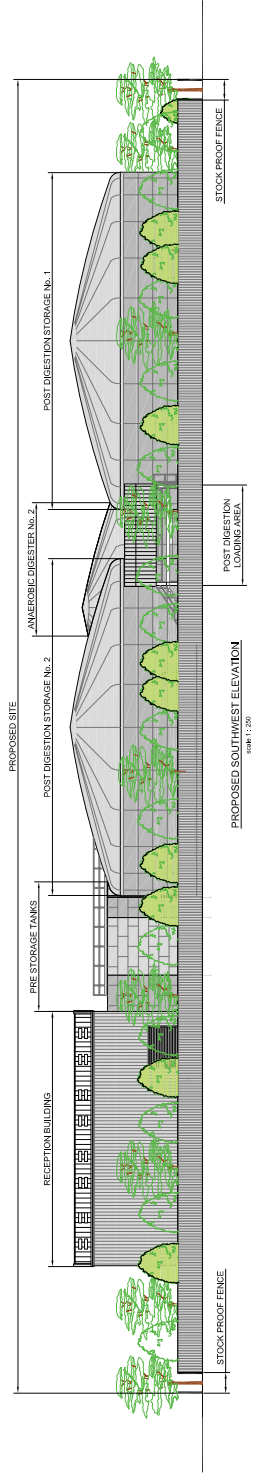 PROPOSED SITE
ANAEROBIC DIGESTER No. 2
POST DIGESTION STORAGE No. 2
POST DIGESTION STORAGE No. 1
PRE STORAGE TANKS
RECEPTION BUILDING
STOCK PROOF FENCE
POST DIGESTION
LOADING AREA
STOCK PROOF FENCE
PROPOSED SOUTHWEST ELEVATION
scale 1 : 250